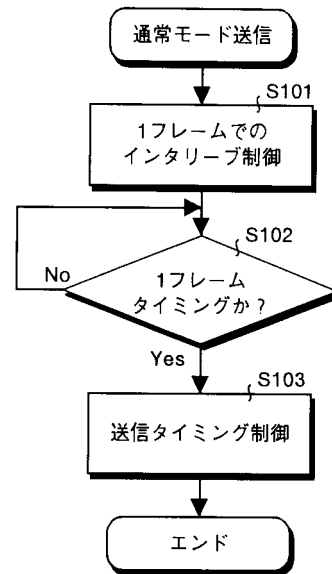 通常モード送信
S101
1フレームでの
インタリーブ制御
S102
No
1フレーム
タイミングか?
Yes
S103
送信タイミング制御
エンド